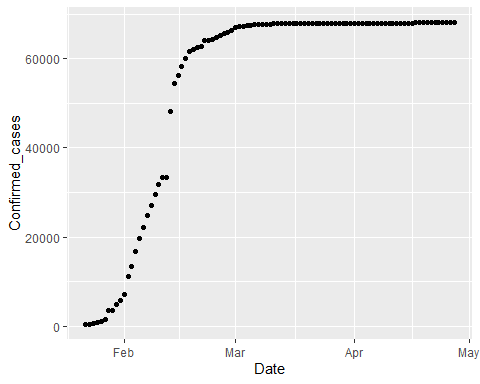 Confirmed_cases
60000
40000
20000
0
Feb
Mar
Apr
May
Date